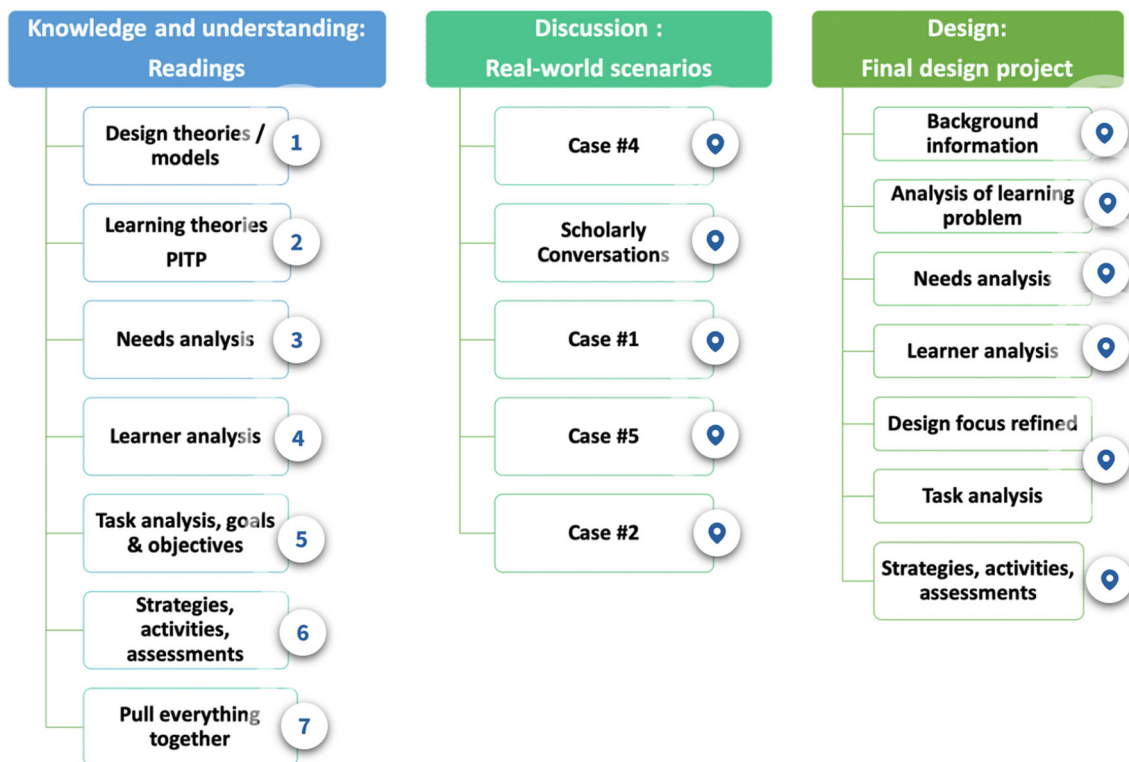 Knowledge and understanding:
Readings
Design theories /
models
1
Learning theories
PITP
2
Needs analysis
3
Learner analysis
4
Task analysis, goals
& objectives
5
Strategies,
activities,
assessments
6
Pull everything
together
7
Discussion :
Real-world scenarios
Case #4
Scholarly
Conversations
Case #1
Case #5
Case #2
Design:
Final design project
Background
information
Analysis of learning
problem
Needs analysis
Learner analysis
Design focus refined
Task analysis
Strategies, activities,
assessments